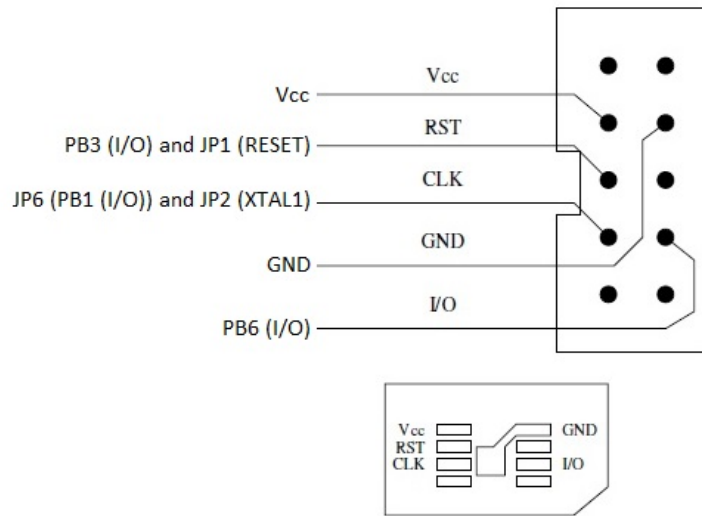 Vcc
Vcc
PB3 (I/O) and JP1 (RESET)
RST
JP6 (PB1 (I/O)) and JP2 (XTAL1)
CLK
GND
GND
PB6 (I/O)
I/O
Vcc
GND
RST
CLK
I/O